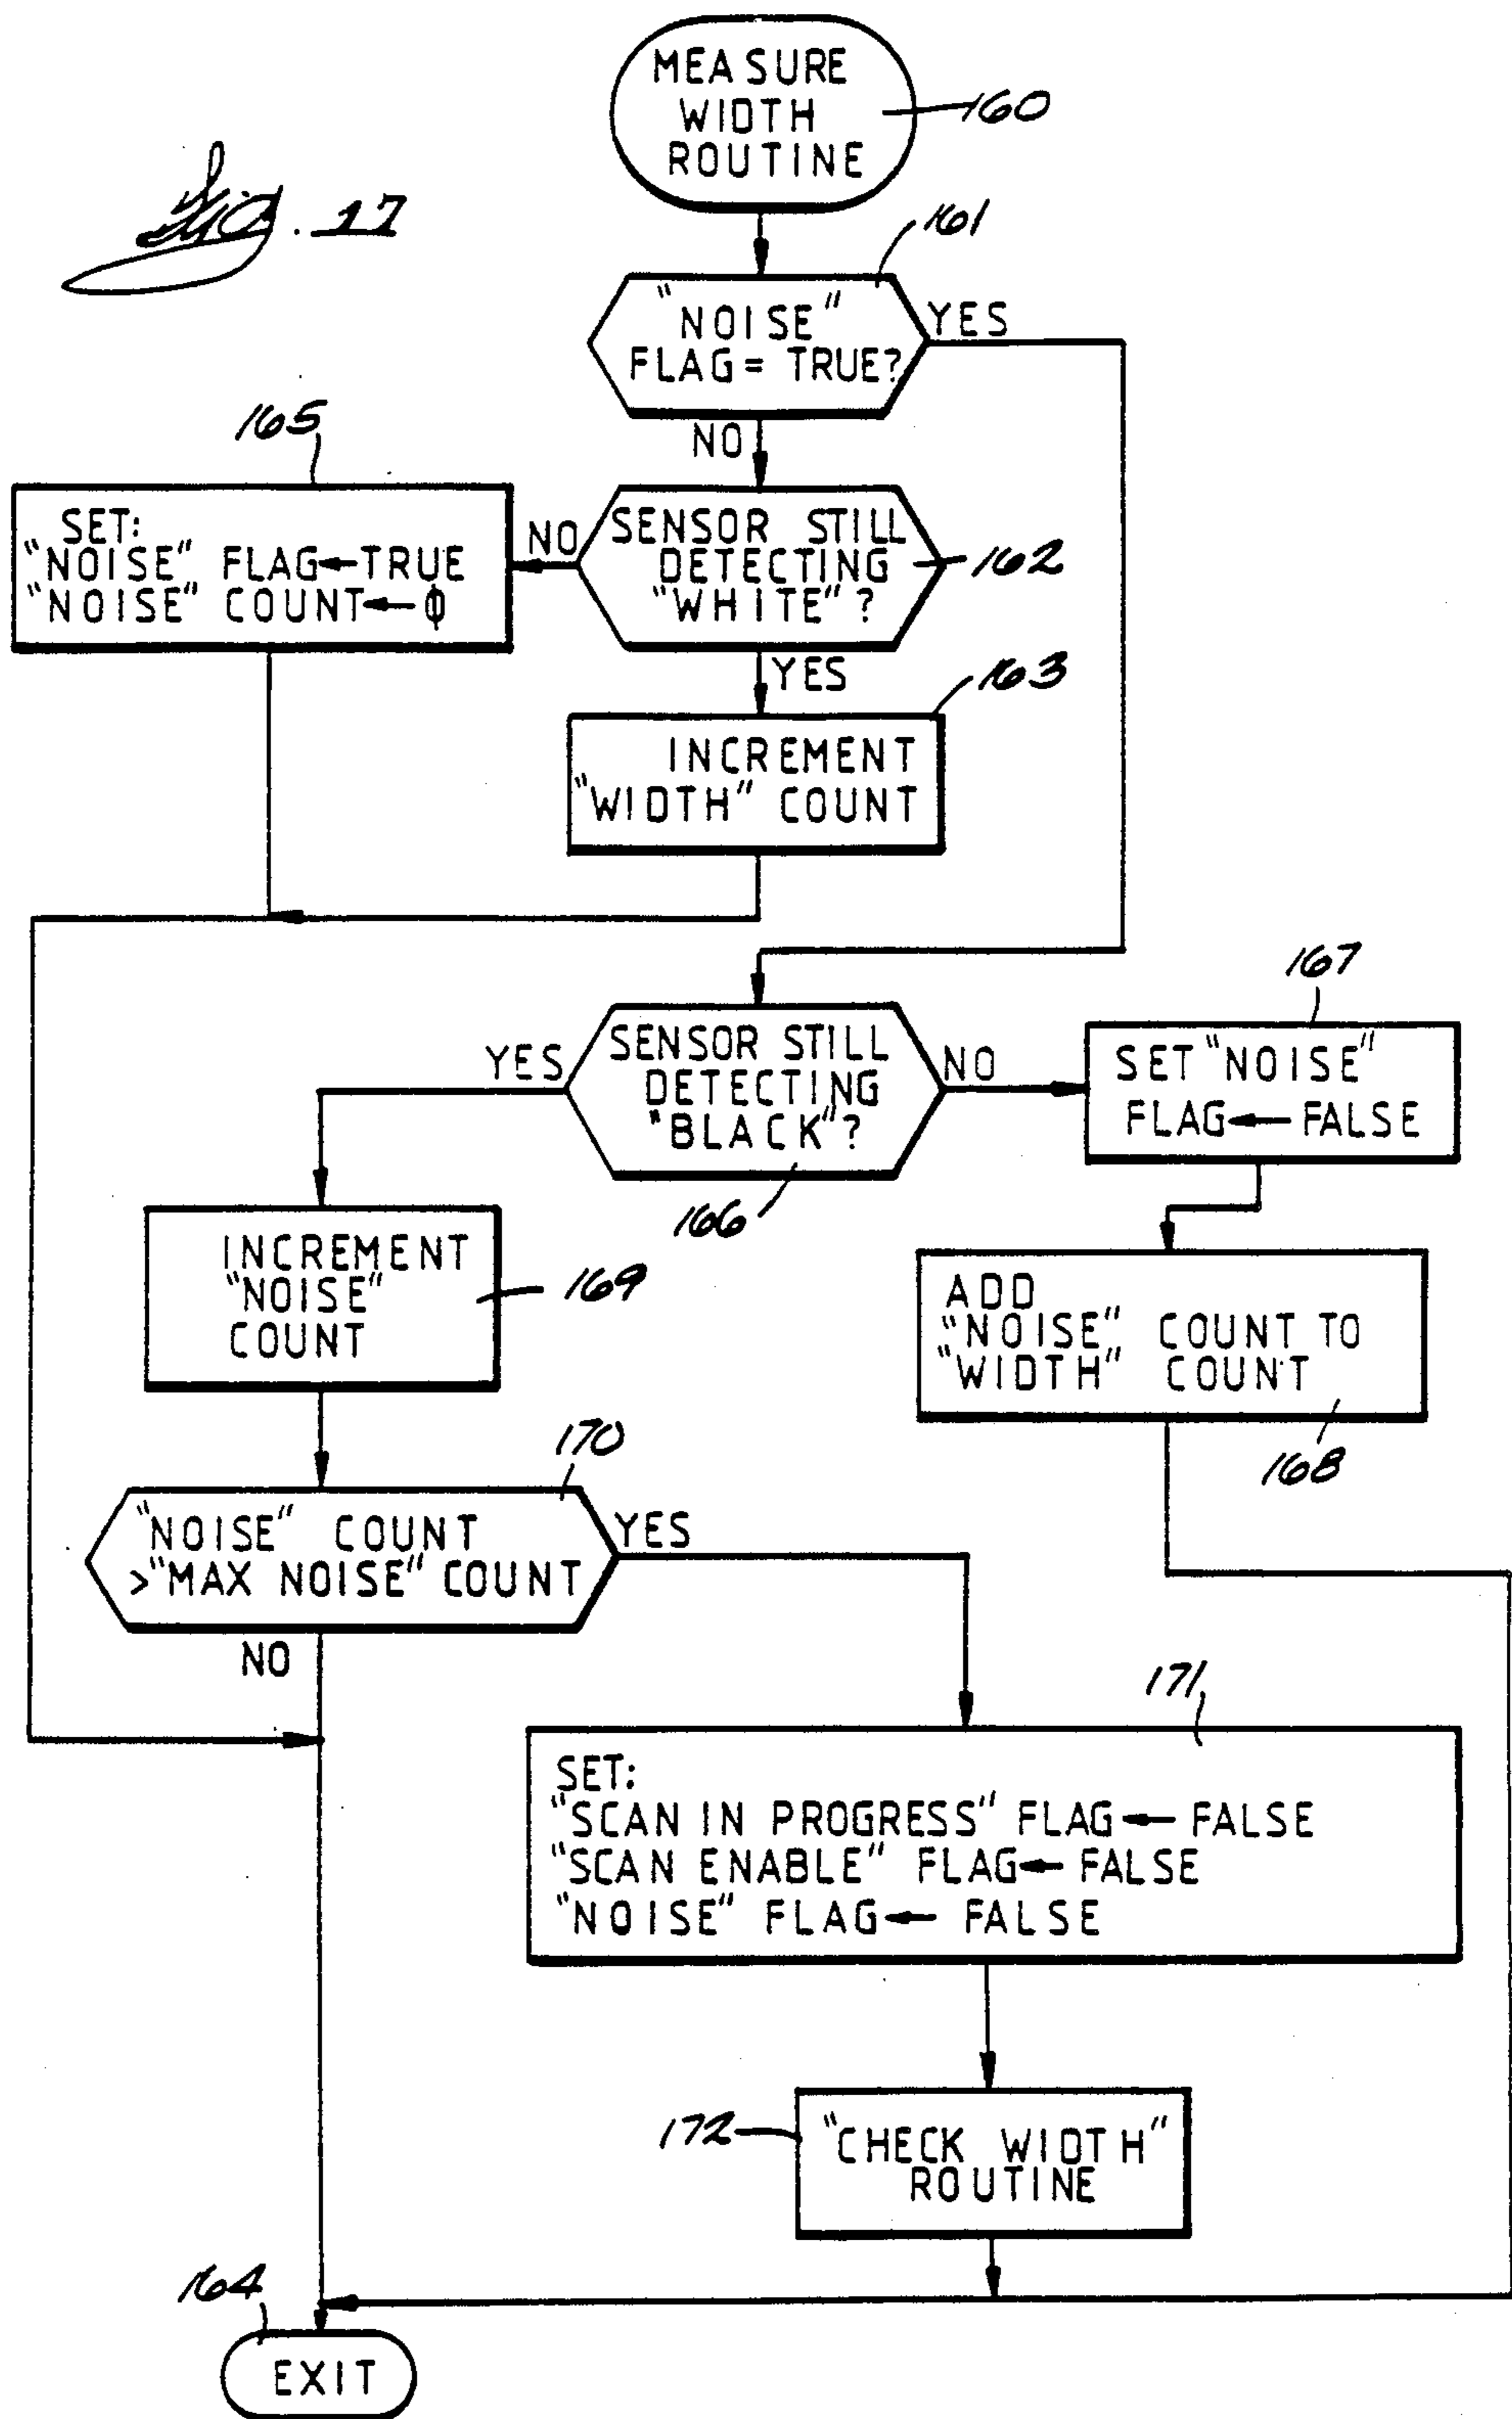 MEASURE
WIDTH
ROUTINE
160
Fig. 17
161
"NOISE"
FLAG = TRUE?
YES
NO
165
SET:
"NOISE" FLAG←TRUE
"NOISE" COUNT←ϕ
NO
SENSOR STILL
DETECTING
"WHITE"?
162
YES
163
INCREMENT
"WIDTH" COUNT
167
YES
SENSOR STILL
DETECTING
"BLACK"?
NO
166
SET "NOISE"
FLAG← FALSE
INCREMENT
"NOISE"
COUNT
169
ADD
"NOISE" COUNT TO
"WIDTH" COUNT
168
170
"NOISE" COUNT
>"MAX NOISE" COUNT
YES
NO
171
SET:
"SCAN IN PROGRESS" FLAG← FALSE
"SCAN ENABLE" FLAG← FALSE
"NOISE" FLAG← FALSE
172
"CHECK WIDTH"
ROUTINE
164
EXIT